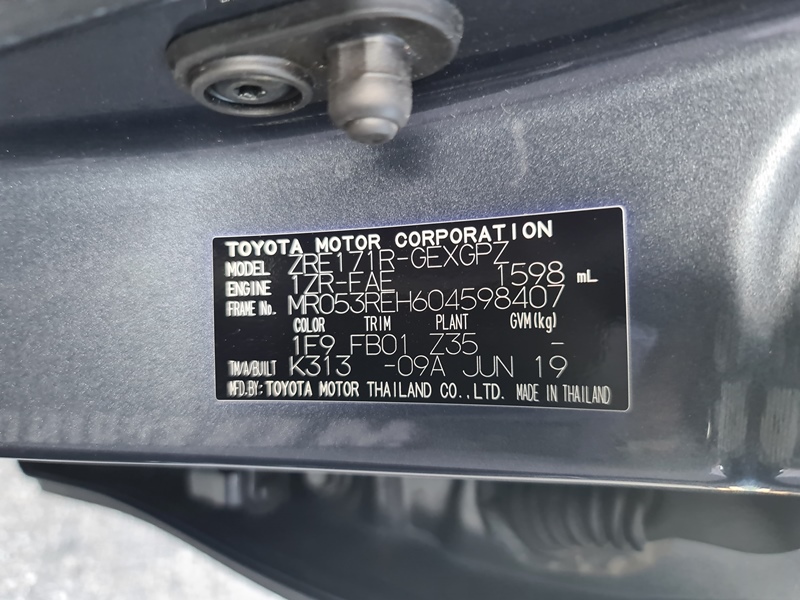 TOYOTA MOTOR CORPORATION
MODEL ZRE171R-GEXGPZ
ENGINE 1ZR-FAE 1598 mL
FRAME No. MR053REH604598407
COLOR TRIM PLANT GVM(kg)
1F9 FB01 Z35 -
TM/A/BUILT K313 -09A JUN 19
MFD.BY: TOYOTA MOTOR THAILAND CO.,LTD. MADE IN THAILAND